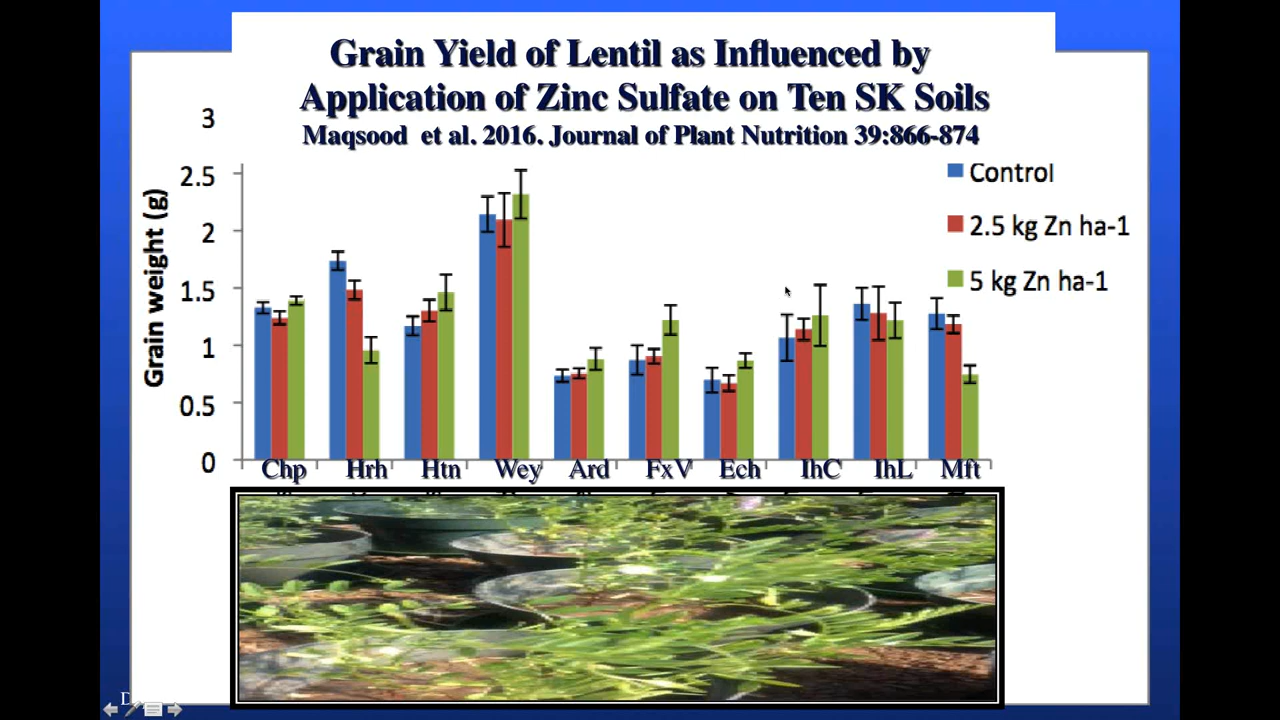 Grain Yield of Lentil as Influenced by
Application of Zinc Sulfate on Ten SK Soils
Maqsood et al. 2016. Journal of Plant Nutrition 39:866-874
3
2.5
2
1.5
1
0.5
0
Grain weight (g)
Control
2.5 kg Zn ha-1
5 kg Zn ha-1
Chp Hrh Htn Wey Ard FxV Ech IhC IhL Mft